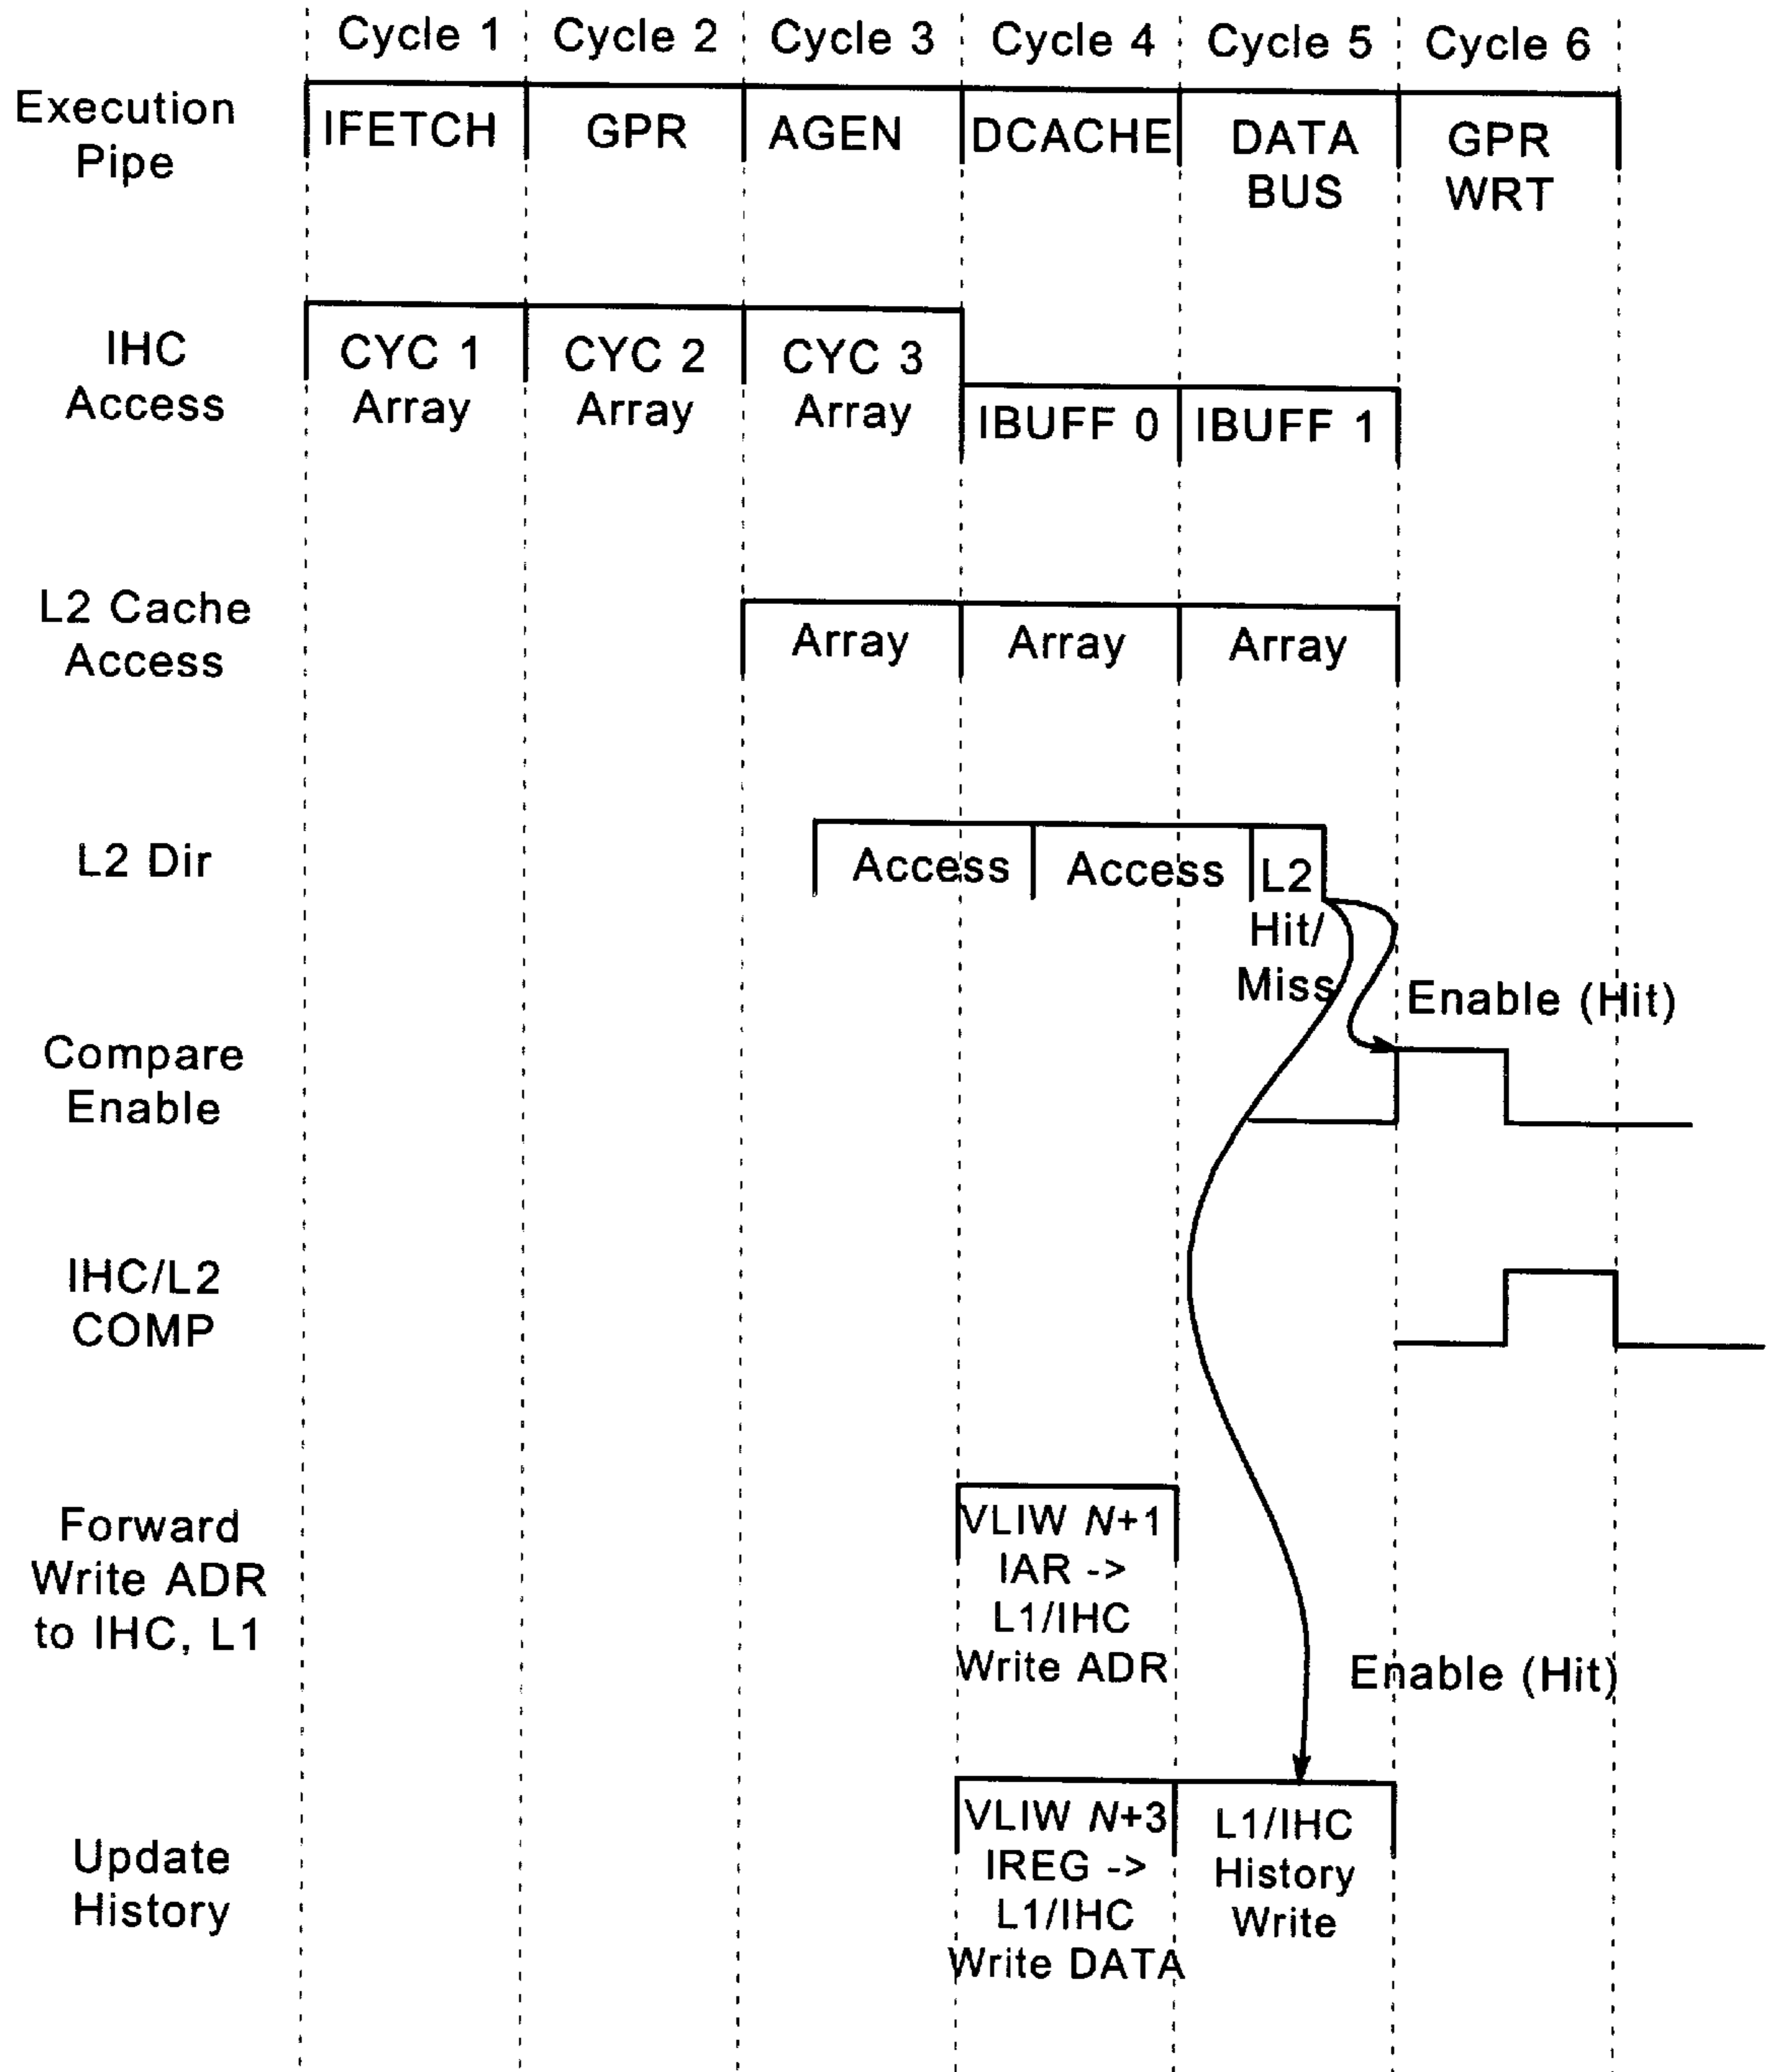 Cycle 1 Cycle 2 Cycle 3 Cycle 4 Cycle 5 Cycle 6
Execution
Pipe
IFETCH GPR AGEN DCACHE DATA
BUS GPR
WRT
IHC
Access
CYC 1
Array
CYC 2
Array
CYC 3
Array
IBUFF 0 IBUFF 1
L2 Cache
Access
Array Array Array
L2 Dir
Access Access L2
Hit/
Miss
Enable (Hit)
Compare
Enable
IHC/L2
COMP
Forward
Write ADR
to IHC, L1
VLIW N+1
IAR ->
L1/IHC
Write ADR
Enable (Hit)
Update
History
VLIW N+3
IREG ->
L1/IHC
Write DATA
L1/IHC
History
Write